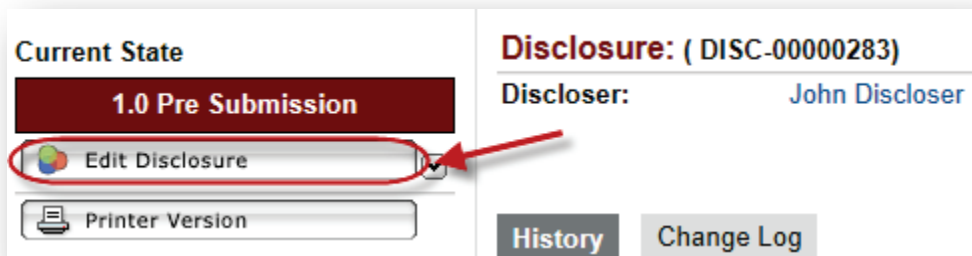 Current State
1.0 Pre Submission
Edit Disclosure
Printer Version
Disclosure: ( DISC-00000283)
Discloser: John Discloser
History Change Log